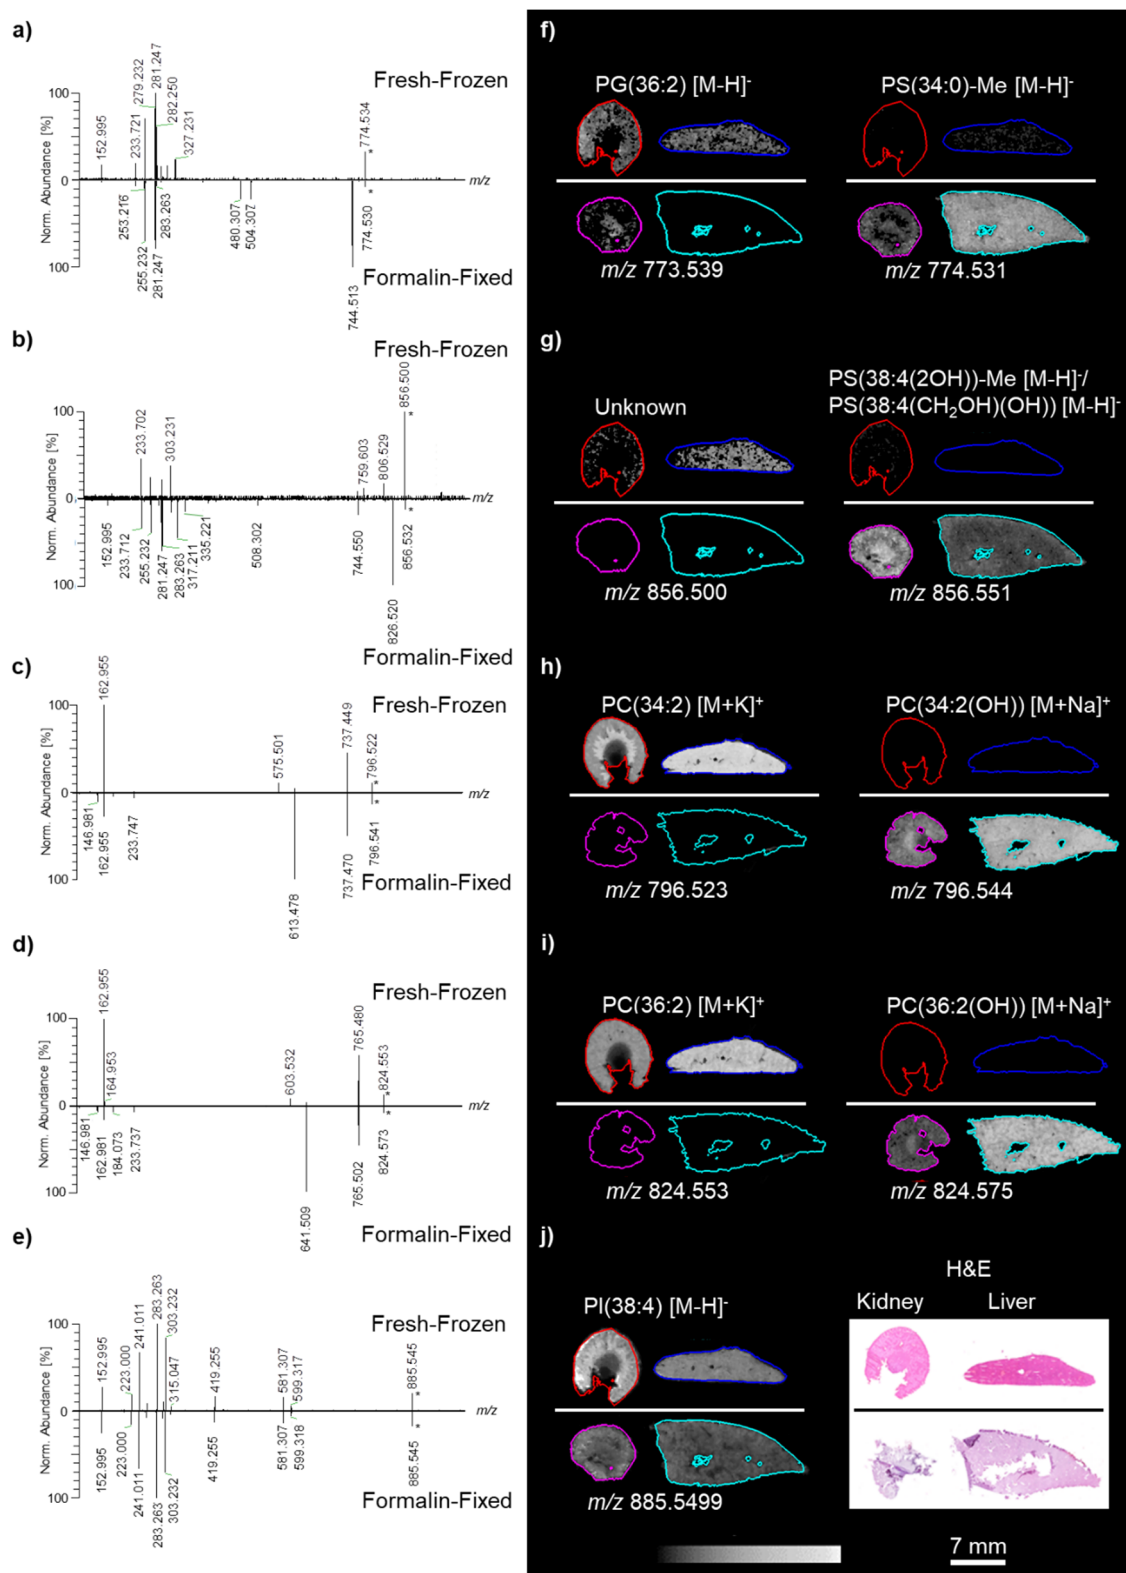 a)
Fresh-Frozen
Norm. Abundance [%]
100
0
100
m/z
152.995
233.721
279.232
281.247
282.250
327.231
774.534
*
253.216
255.232
281.247
283.263
480.307
504.307
744.513
774.530
*
Formalin-Fixed
b)
Fresh-Frozen
Norm. Abundance [%]
100
0
100
m/z
233.702
303.231
759.603
806.529
856.500
*
152.995
233.712
255.232
281.247
283.263
317.211
335.221
508.302
744.550
826.520
856.532
*
Formalin-Fixed
c)
Fresh-Frozen
Norm. Abundance [%]
100
0
100
m/z
162.955
575.501
737.449
796.522
*
146.981
162.955
233.747
613.478
737.470
796.541
*
Formalin-Fixed
d)
Fresh-Frozen
Norm. Abundance [%]
100
0
100
m/z
162.955
164.953
603.532
765.480
824.553
*
146.981
162.981
184.073
233.737
641.509
765.502
824.573
*
Formalin-Fixed
e)
Fresh-Frozen
Norm. Abundance [%]
100
0
100
m/z
152.995
223.000
241.011
283.263
303.232
315.047
419.255
581.307
599.317
885.545
*
152.995
223.000
241.011
283.263
303.232
419.255
581.307
599.318
885.545
*
Formalin-Fixed
f)
PG(36:2) [M-H]⁻
PS(34:0)-Me [M-H]⁻
m/z 773.539
m/z 774.531
g)
Unknown
PS(38:4(2OH))-Me [M-H]⁻/
PS(38:4(CH₂OH)(OH)) [M-H]⁻
m/z 856.500
m/z 856.551
h)
PC(34:2) [M+K]⁺
PC(34:2(OH)) [M+Na]⁺
m/z 796.523
m/z 796.544
i)
PC(36:2) [M+K]⁺
PC(36:2(OH)) [M+Na]⁺
m/z 824.553
m/z 824.575
j)
PI(38:4) [M-H]⁻
m/z 885.5499
H&E
Kidney
Liver
7 mm